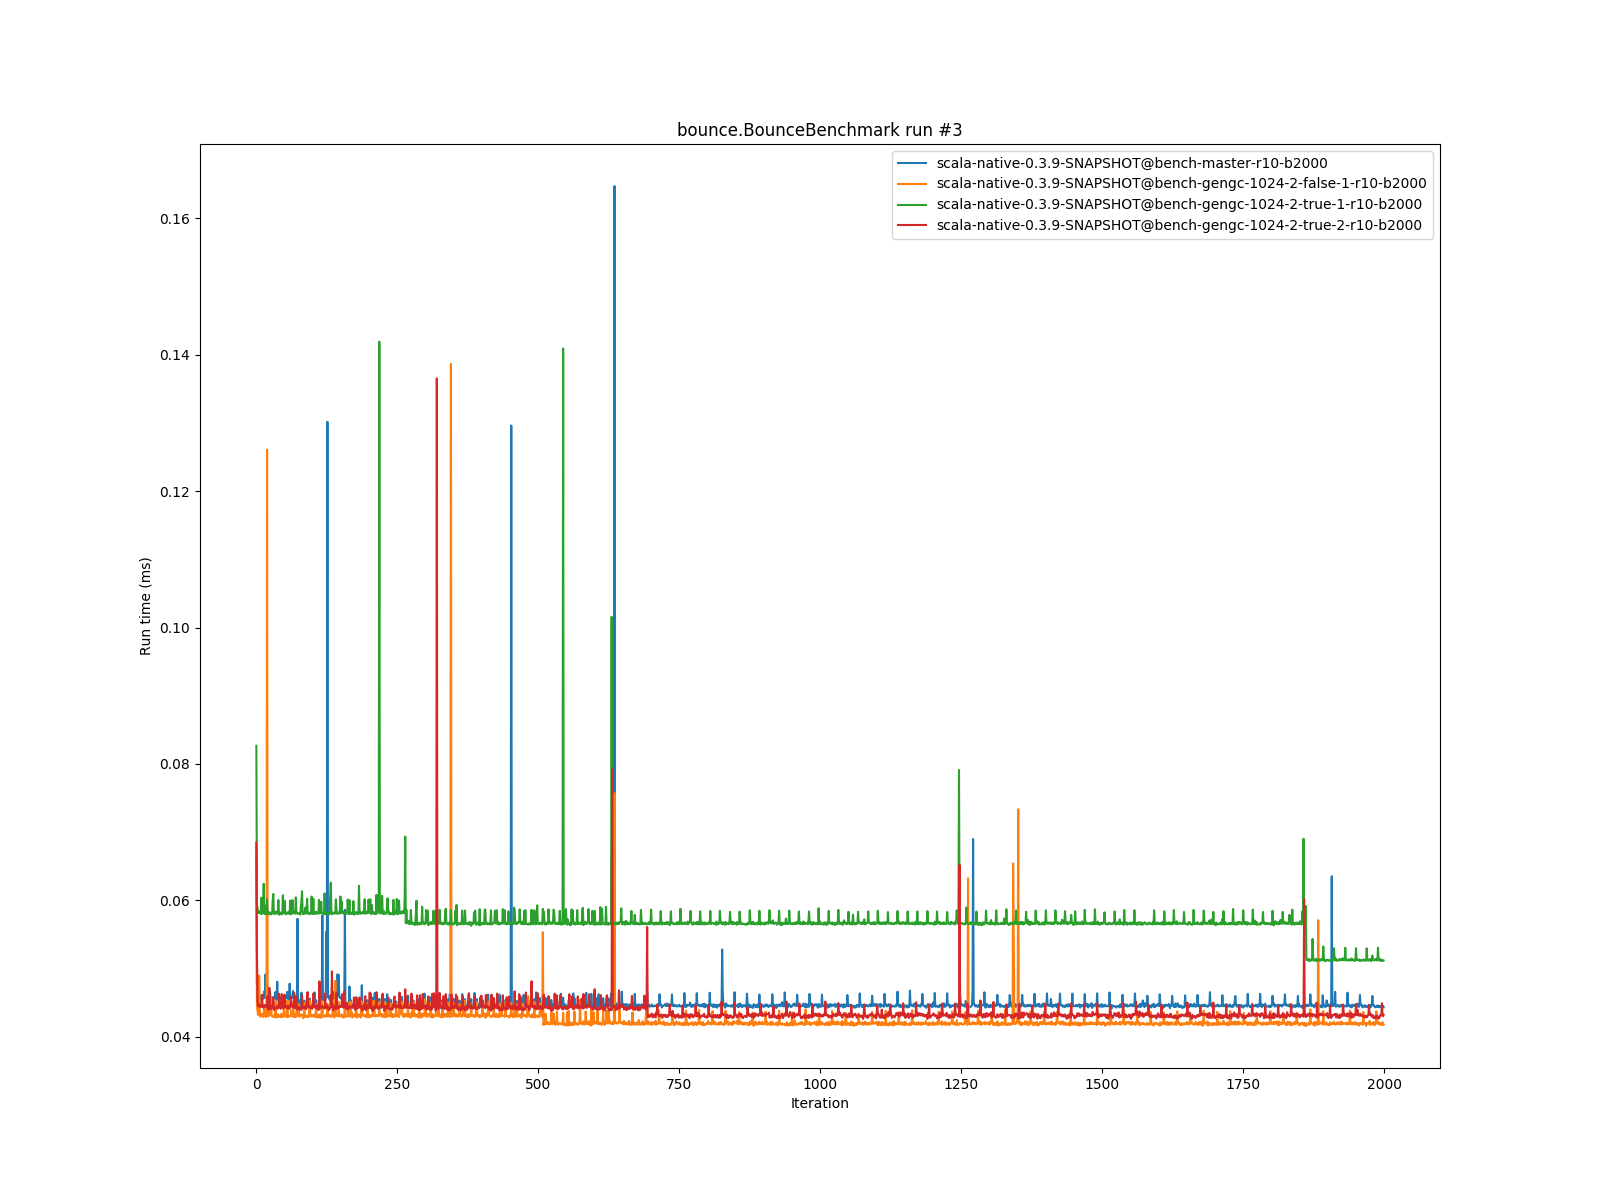 bounce.BounceBenchmark run #3
scala-native-0.3.9-SNAPSHOT@bench-master-r10-b2000
scala-native-0.3.9-SNAPSHOT@bench-gengc-1024-2-false-1-r10-b2000
scala-native-0.3.9-SNAPSHOT@bench-gengc-1024-2-true-1-r10-b2000
scala-native-0.3.9-SNAPSHOT@bench-gengc-1024-2-true-2-r10-b2000
0.16
0.14
0.12
0.10
0.08
0.06
0.04
Run time (ms)
0 250 500 750 1000 1250 1500 1750 2000
Iteration